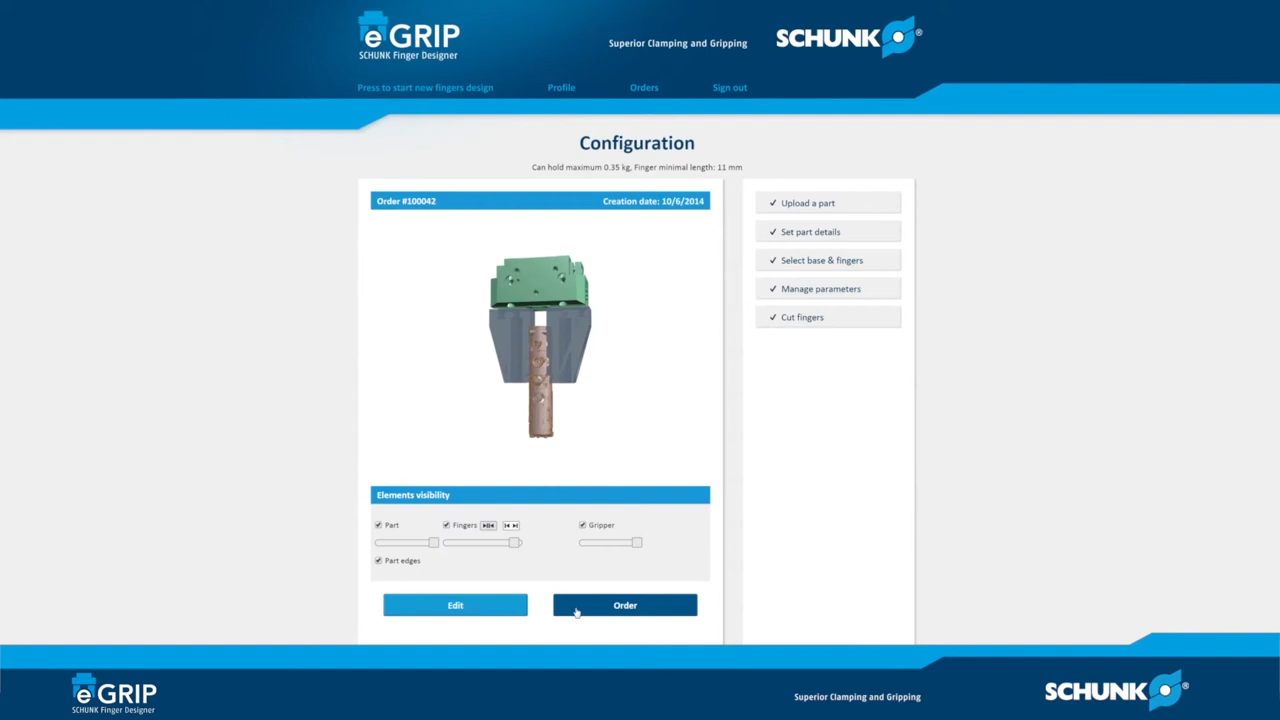 eGRIP
SCHUNK Finger Designer
Superior Clamping and Gripping
SCHUNK®
Press to start new fingers design
Profile
Orders
Sign out
Configuration
Can hold maximum 0.35 kg, Finger minimal length: 11 mm
Order #100042
Creation date: 10/6/2014
✓ Upload a part
✓ Set part details
✓ Select base & fingers
✓ Manage parameters
✓ Cut fingers
Elements visibility
Part
Fingers
Gripper
Part edges
Edit
Order
eGRIP
SCHUNK Finger Designer
Superior Clamping and Gripping
SCHUNK®